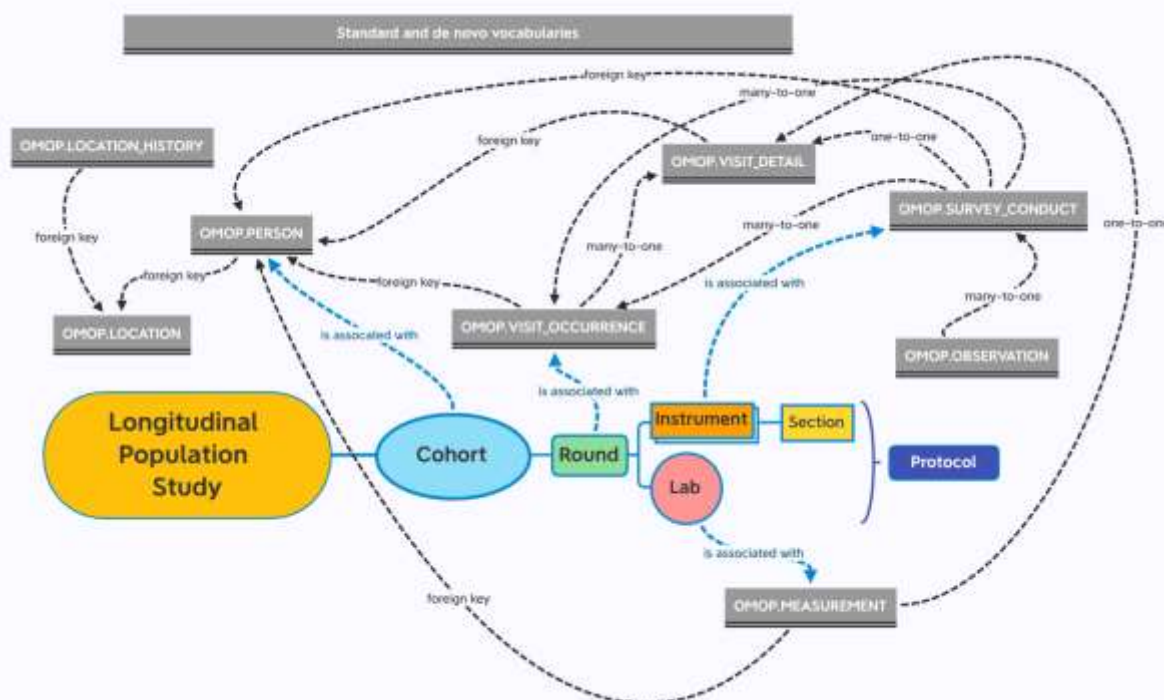 Standard and de novo vocabularies
foreign key
many-to-one
OMOP.LOCATION_HISTORY
foreign key
OMOP.VISIT_DETAIL
one-to-one
OMOP.SURVEY_CONDUCT
OMOP.PERSON
foreign key
many-to-one
many-to-one
one-to-one
foreign key
foreign key
is associated with
many-to-one
OMOP.LOCATION
is assocated with
OMOP.VISIT_OCCURRENCE
OMOP.OBSERVATION
is associated with
Longitudinal
Population
Study
Cohort
Round
Instrument
Section
Lab
Protocol
is associated with
foreign key
OMOP.MEASUREMENT